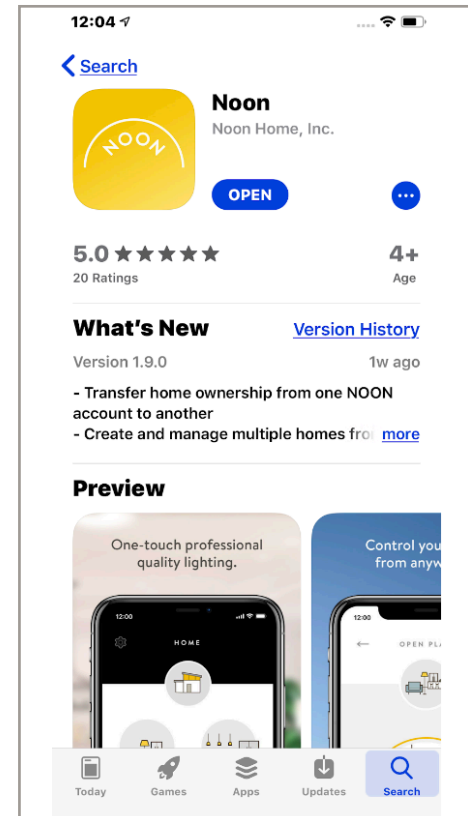 12:04
Search
NOON
Noon
Noon Home, Inc.
OPEN
5.0
4+
20 Ratings
Age
What's New
Version History
Version 1.9.0
1w ago
- Transfer home ownership from one NOON
account to another
- Create and manage multiple homes fro
more
Preview
One-touch professional
quality lighting.
Control you
from anyw
12:00
HOME
12:00
OPEN PLA
Today
Games
Apps
Updates
Search